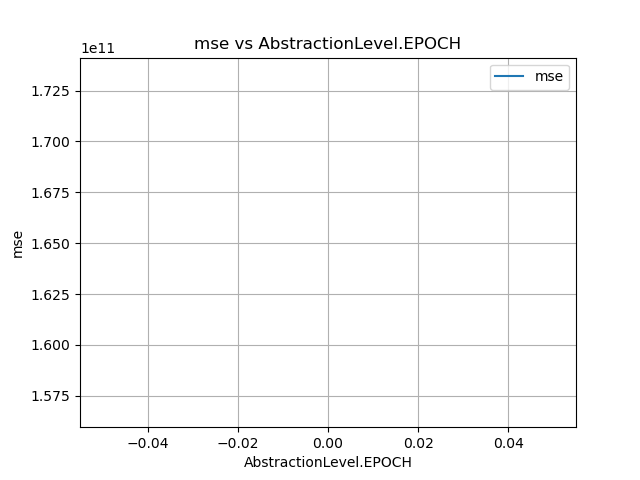 mse vs AbstractionLevel.EPOCH
1e11
mse
1.725
1.700
1.675
1.650
1.625
1.600
1.575
mse
−0.04 −0.02 0.00 0.02 0.04
AbstractionLevel.EPOCH